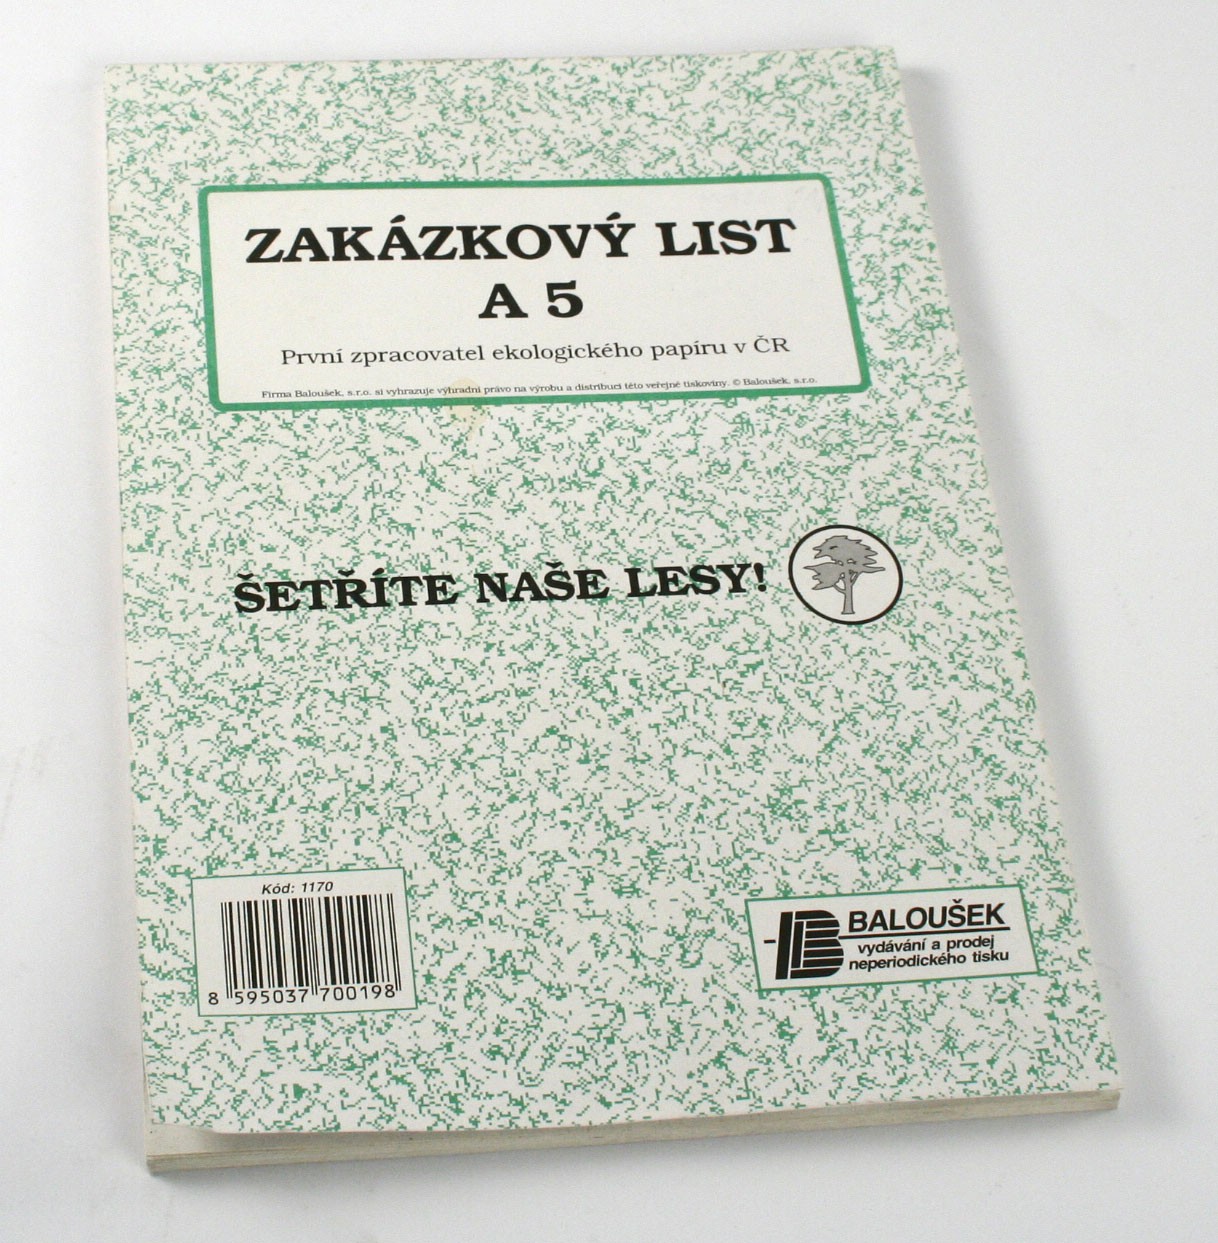 ZAKÁZKOVÝ LIST
A 5
První zpracovatel ekologického papíru v ČR
Firma Baloušek, s.r.o. si vyhrazuje výhradní právo na výrobu a distribuci této veřejné tiskoviny. © Baloušek, s.r.o.
ŠETŘÍTE NAŠE LESY!
Kód: 1170
8 595037 700198
BALOUŠEK
vydávání a prodej
neperiodického tisku